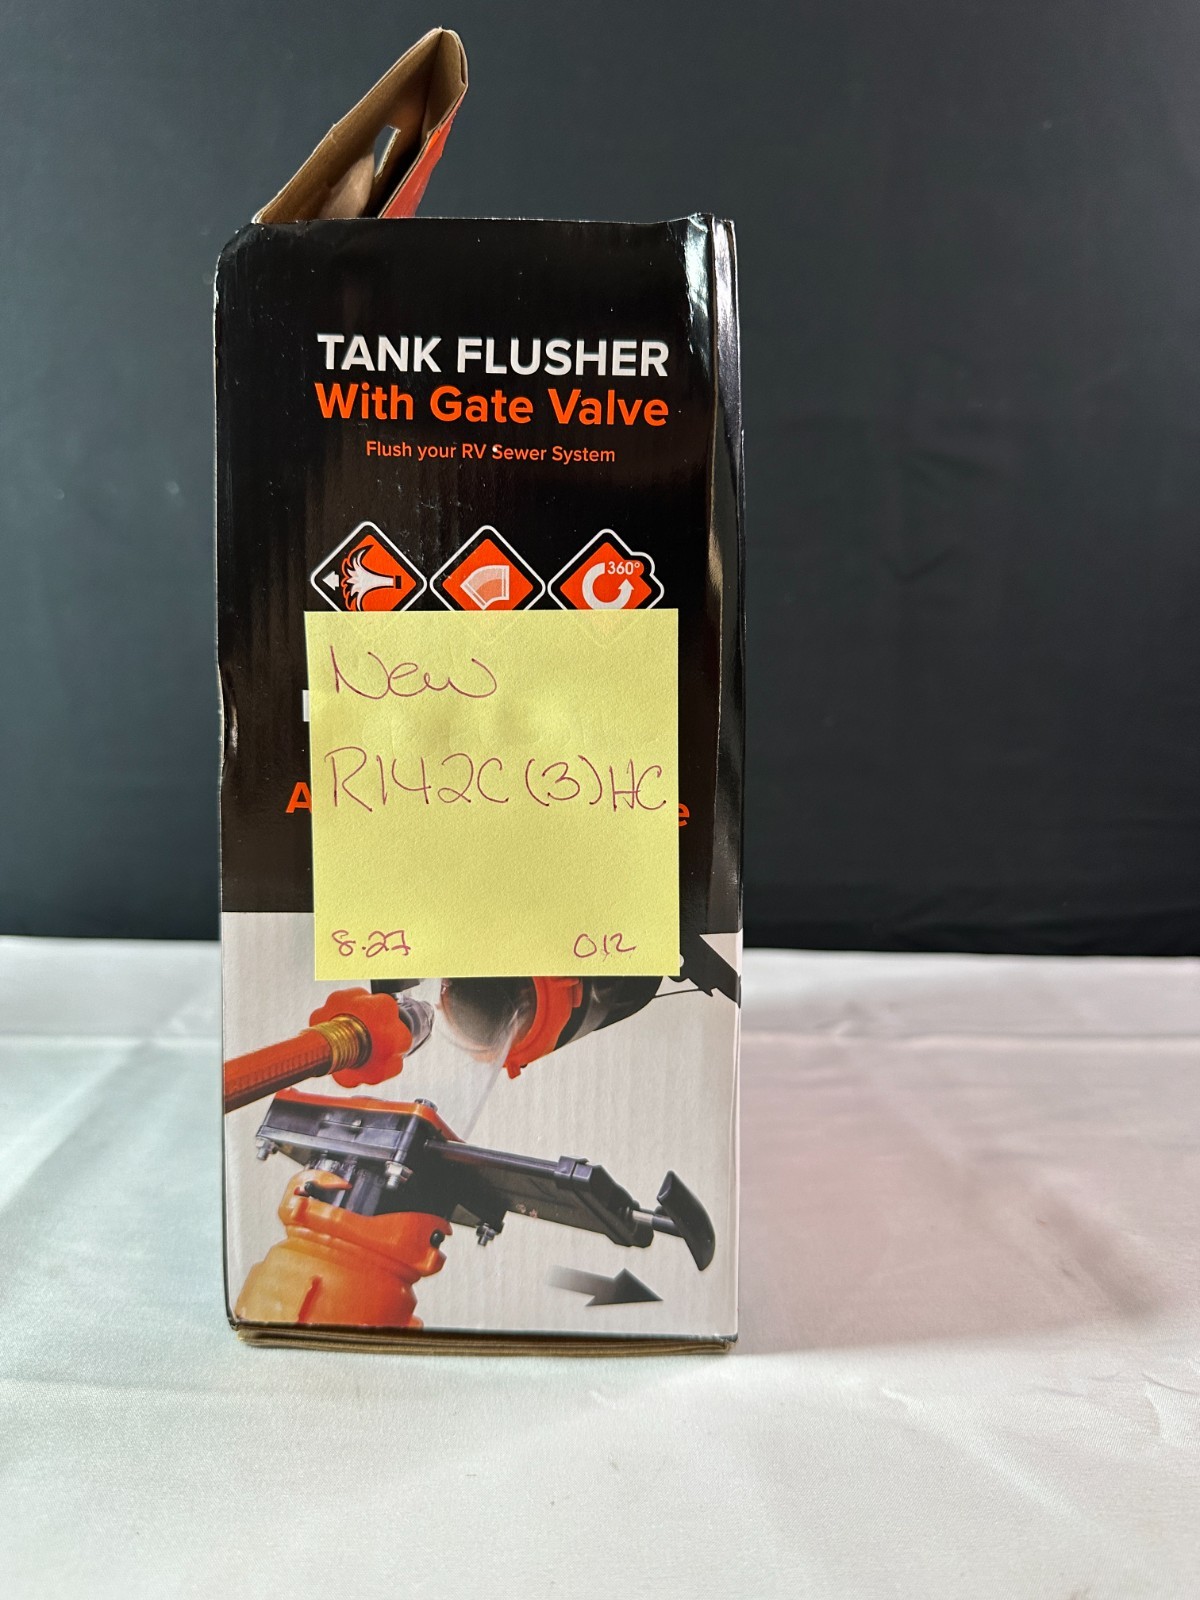 TANK FLUSHER
With Gate Valve
Flush your RV Sewer System
360°
New
R142C (3) HC
A e
8.27 012